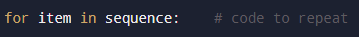 for item in sequence:    # code to repeat